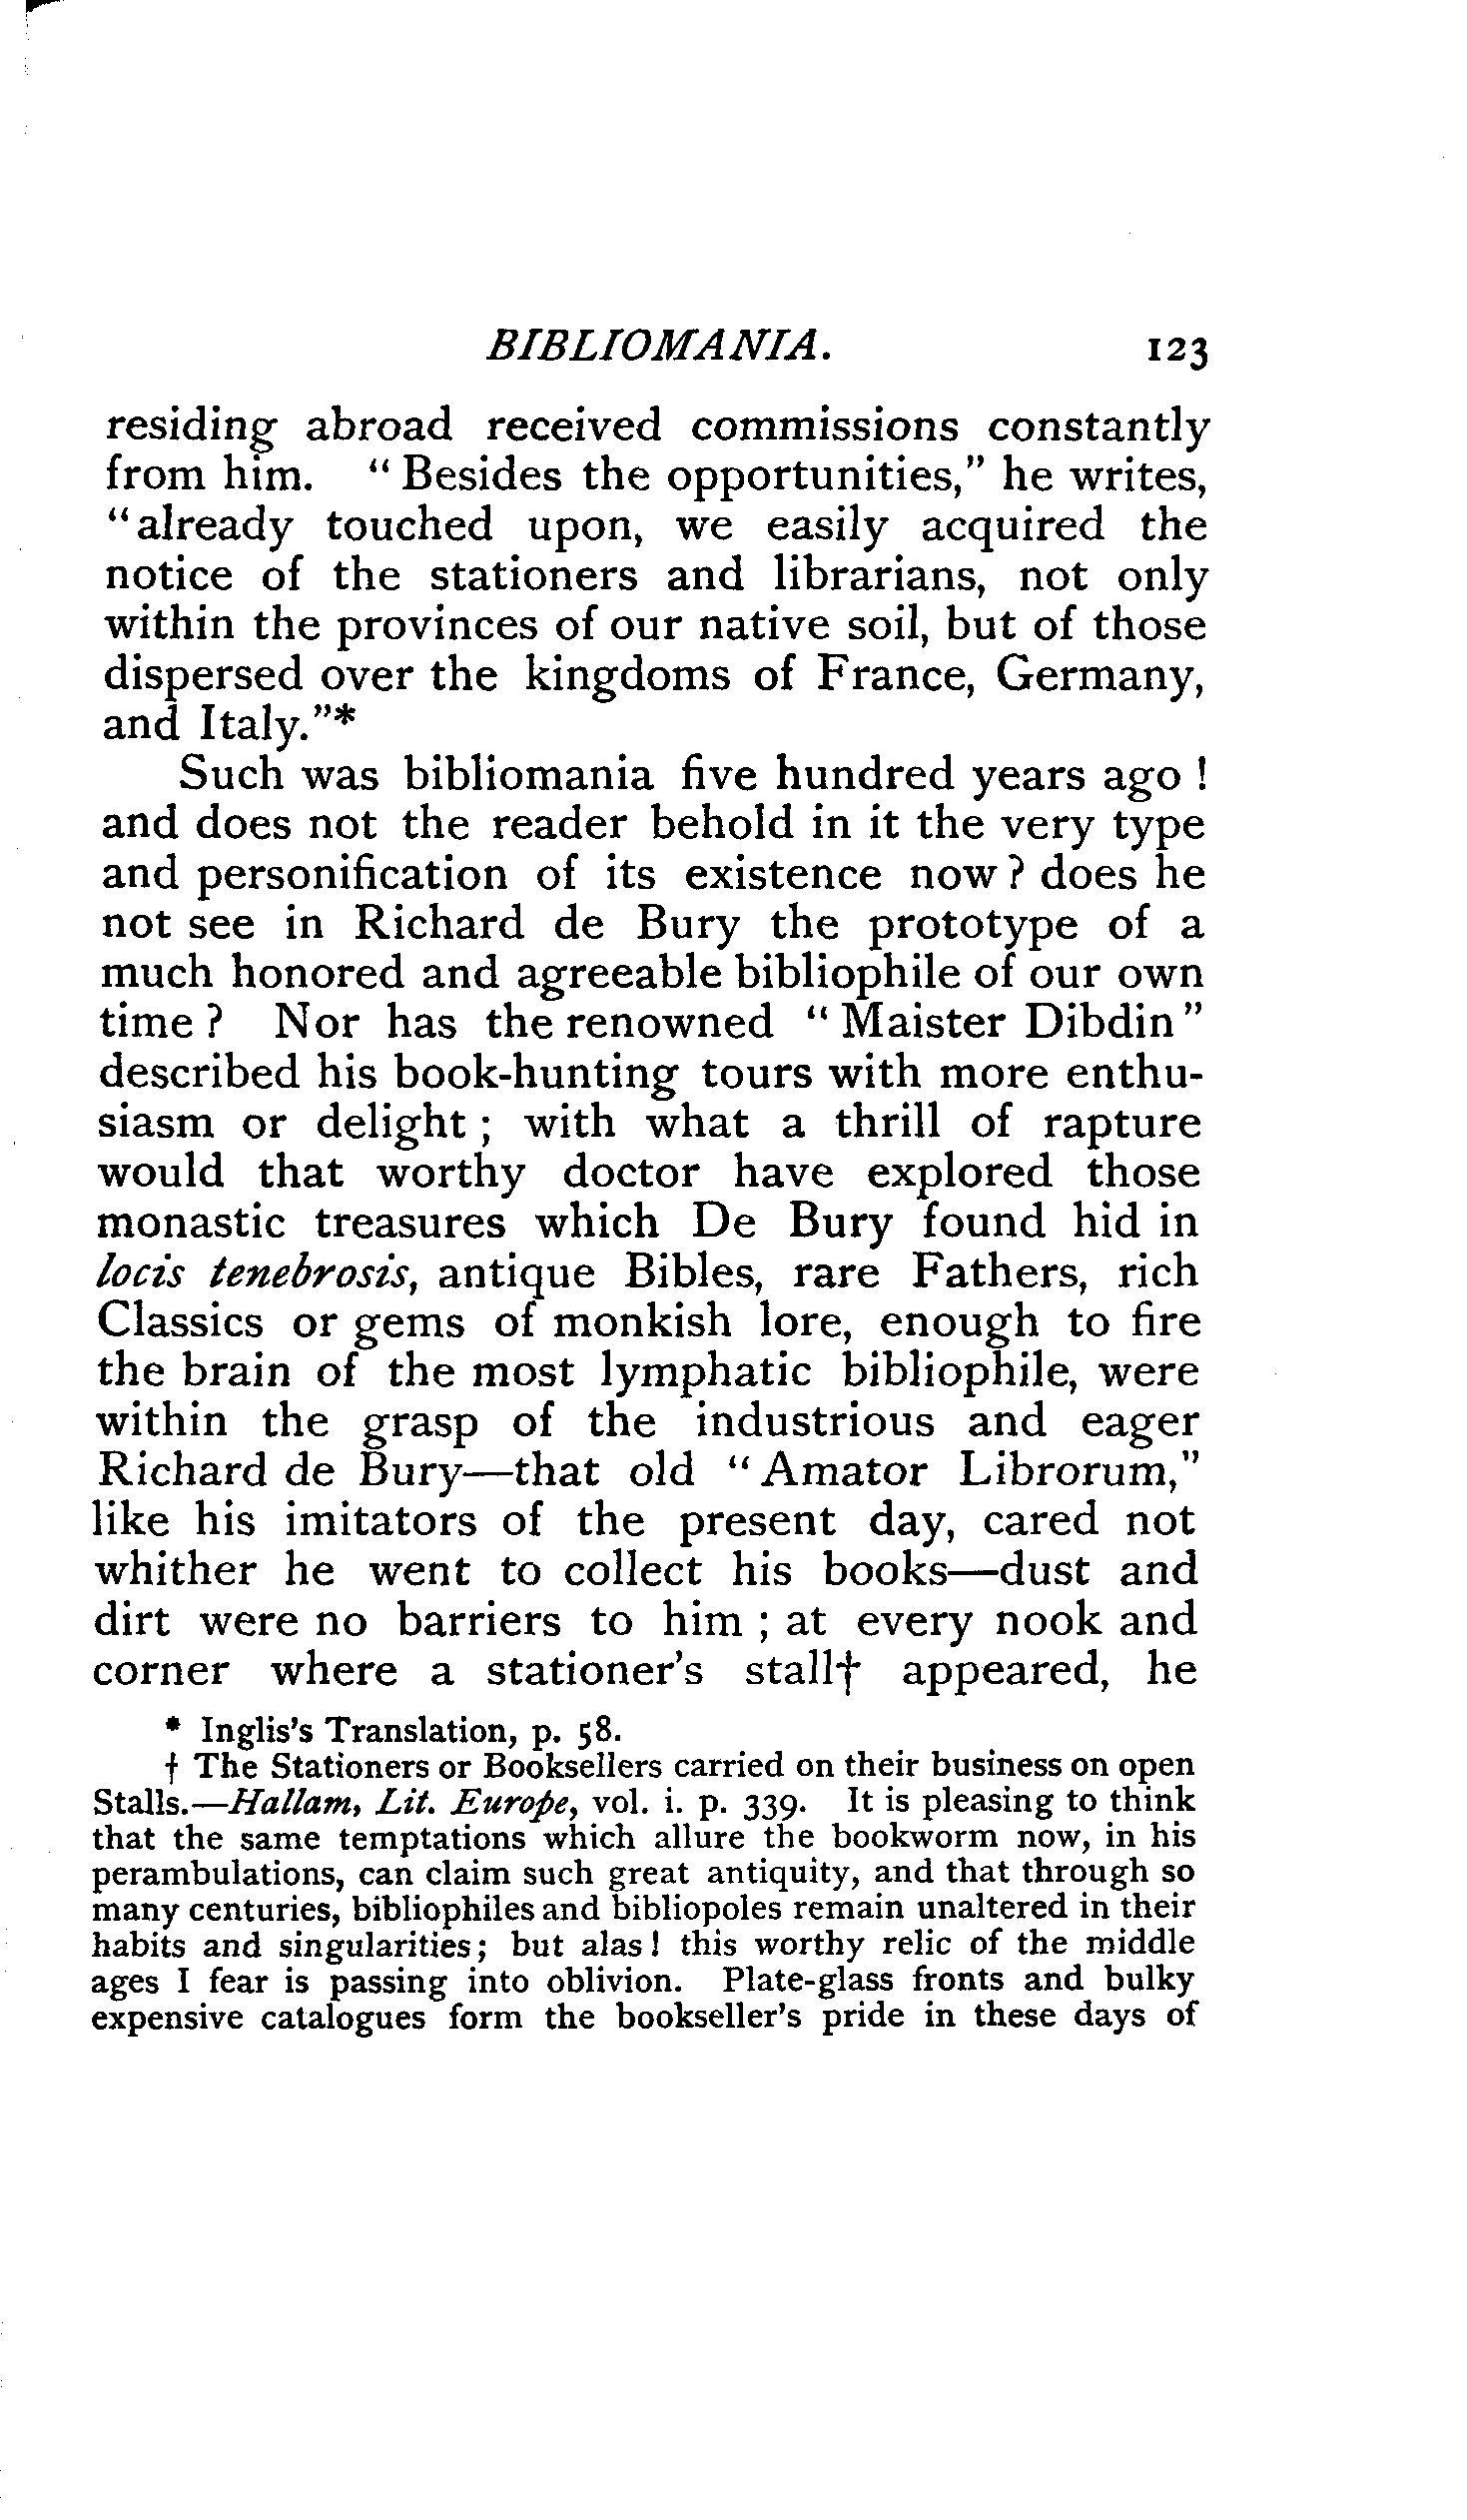 BIBLIOMANIA. 123
residing abroad received commissions constantly
from him. "Besides the opportunities," he writes,
"already touched upon, we easily acquired the
notice of the stationers and librarians, not only
within the provinces of our native soil, but of those
dispersed over the kingdoms of France, Germany,
and Italy."*
Such was bibliomania five hundred years ago !
and does not the reader behold in it the very type
and personification of its existence now ? does he
not see in Richard de Bury the prototype of a
much honored and agreeable bibliophile of our own
time ? Nor has the renowned "Maister Dibdin"
described his book-hunting tours with more enthu-
siasm or delight ; with what a thrill of rapture
would that worthy doctor have explored those
monastic treasures which De Bury found hid in
locis tenebrosis, antique Bibles, rare Fathers, rich
Classics or gems of monkish lore, enough to fire
the brain of the most lymphatic bibliophile, were
within the grasp of the industrious and eager
Richard de Bury—that old "Amator Librorum,"
like his imitators of the present day, cared not
whither he went to collect his books—dust and
dirt were no barriers to him ; at every nook and
corner where a stationer's stall† appeared, he
* Inglis's Translation, p. 58.
† The Stationers or Booksellers carried on their business on open
Stalls.—Hallam, Lit. Europe, vol. i. p. 339. It is pleasing to think
that the same temptations which allure the bookworm now, in his
perambulations, can claim such great antiquity, and that through so
many centuries, bibliophiles and bibliopoles remain unaltered in their
habits and singularities; but alas! this worthy relic of the middle
ages I fear is passing into oblivion. Plate-glass fronts and bulky
expensive catalogues form the bookseller's pride in these days of